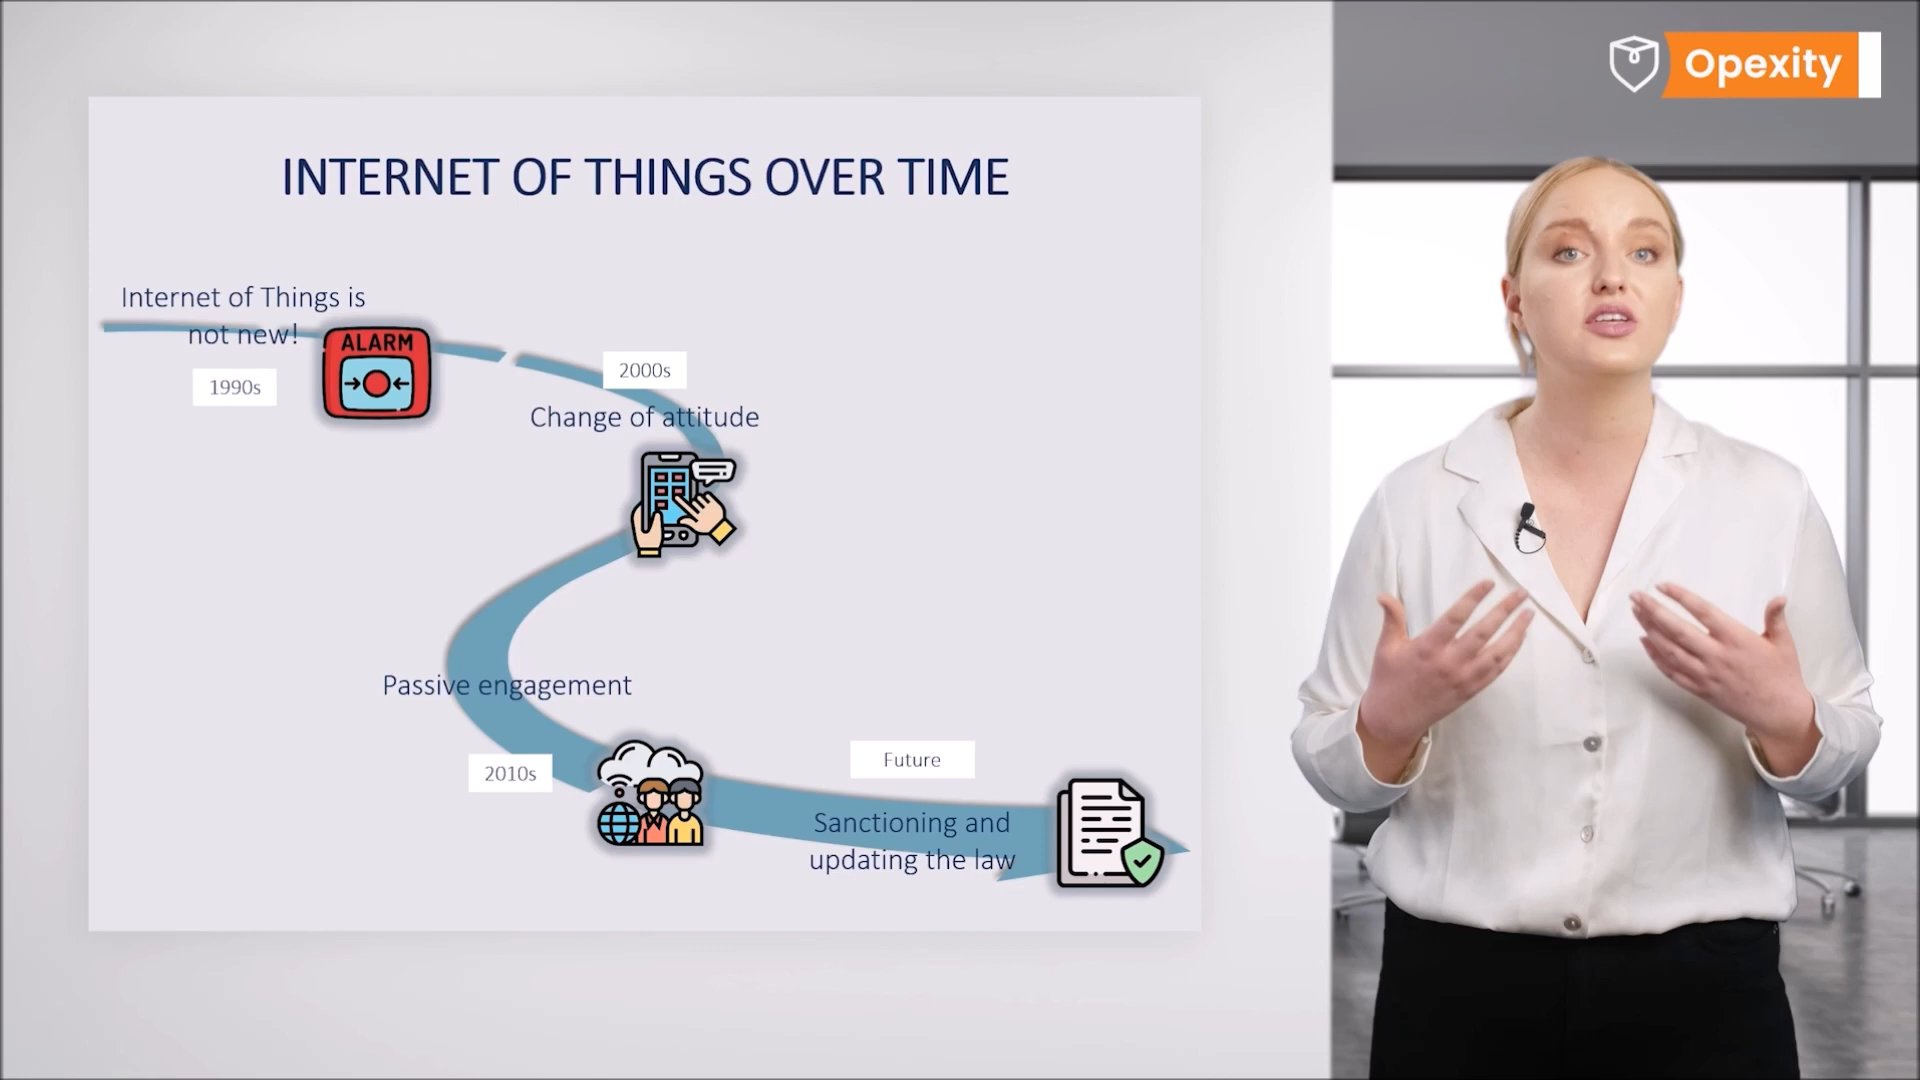 Opexity
INTERNET OF THINGS OVER TIME
Internet of Things is
not new!
ALARM
1990s
2000s
Change of attitude
Passive engagement
2010s
Future
Sanctioning and
updating the law